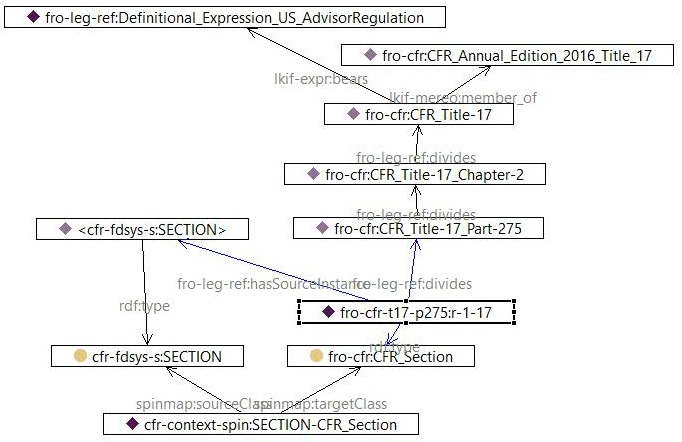 fro-leg-ref:Definitional_Expression_US_AdvisorRegulation
fro-cfr:CFR_Annual_Edition_2016_Title_17
lkif-expr:bears
lkif-mereo:member_of
fro-cfr:CFR_Title-17
fro-leg-ref:divides
fro-cfr:CFR_Title-17_Chapter-2
fro-leg-ref:divides
<cfr-fdsys-s:SECTION>
fro-cfr:CFR_Title-17_Part-275
fro-leg-ref:hasSourceInstance
fro-leg-ref:divides
rdf:type
fro-cfr-t17-p275:r-1-17
rdf:type
cfr-fdsys-s:SECTION
fro-cfr:CFR_Section
spinmap:sourceClass
spinmap:targetClass
cfr-context-spin:SECTION-CFR_Section